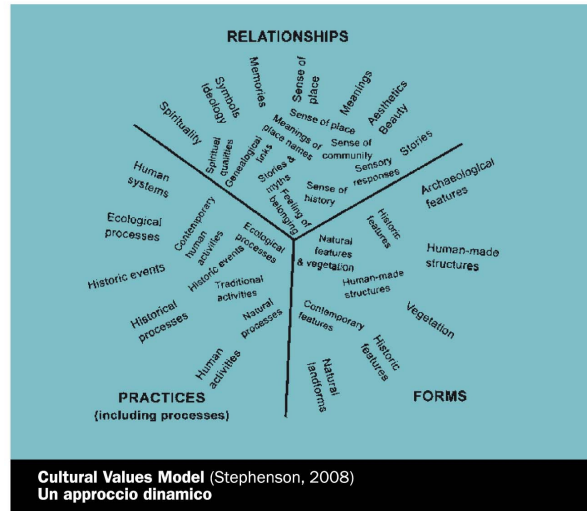 RELATIONSHIPS
Spirituality
Symbols
Ideology
Memories
Sense of
place
Meanings
Aesthetics
Beauty
Stories
Spiritual
qualities
Genealogical
links
Meanings of
place names
Sense of place
Sense of
community
Sensory
responses
Stories &
myths
Sense of
history
Feeling of
belonging
Human
systems
Ecological
processes
Historic events
Historical
processes
Human
activities
Contemporary
human
activities
Ecological
processes
Historic events
Traditional
activities
Natural
processes
PRACTICES
(including processes)
Archaeological
features
Human-made
structures
Vegetation
Historic
features
Natural
landforms
Historic
features
Natural
features
& vegetation
Human-made
structures
Contemporary
features
FORMS
Cultural Values Model (Stephenson, 2008)
Un approccio dinamico